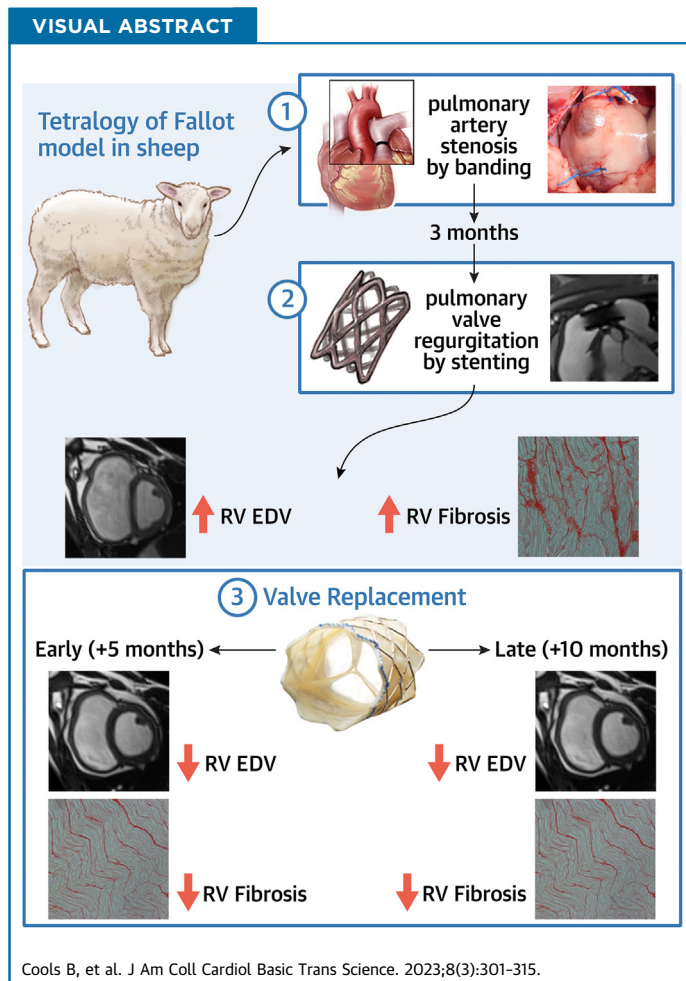 VISUAL ABSTRACT
Tetralogy of Fallot
model in sheep
1
pulmonary
artery
stenosis
by banding
3 months
2
pulmonary
valve
regurgitation
by stenting
RV EDV
RV Fibrosis
3 Valve Replacement
Early (+5 months)
Late (+10 months)
RV EDV
RV EDV
RV Fibrosis
RV Fibrosis
Cools B, et al. J Am Coll Cardiol Basic Trans Science. 2023;8(3):301–315.